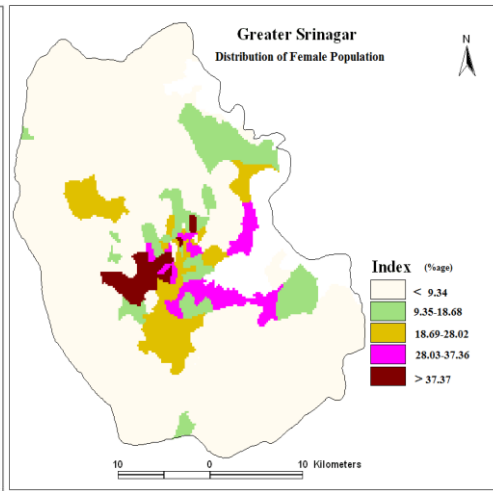 Greater Srinagar
Distribution of Female Population
N
Index (%age)
< 9.34
9.35-18.68
18.69-28.02
28.03-37.36
> 37.37
10 0 10 Kilometers